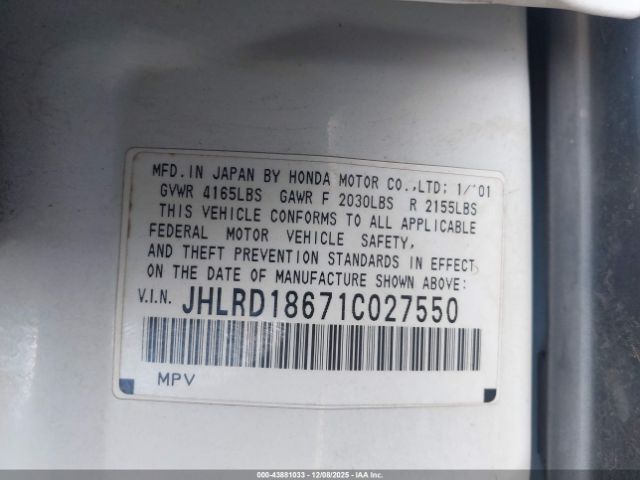 MFD. IN JAPAN BY HONDA MOTOR CO.,LTD; 1/'01
GVWR 4165LBS GAWR F 2030LBS R 2155LBS
THIS VEHICLE CONFORMS TO ALL APPLICABLE
FEDERAL MOTOR VEHICLE SAFETY,
AND THEFT PREVENTION STANDARDS IN EFFECT
ON THE DATE OF MANUFACTURE SHOWN ABOVE:
V.I.N. JHLRD18671C027550
MPV
000-43881033 - 12/08/2025 - IAA Inc.